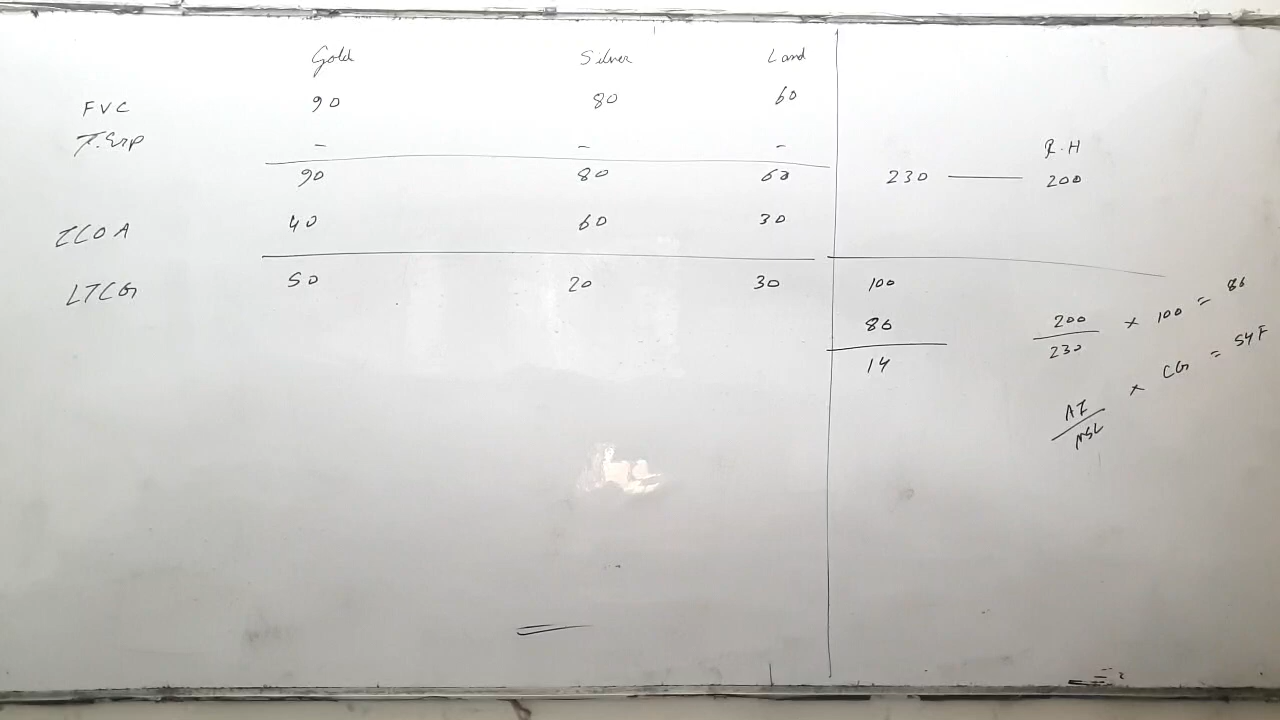 Gold Silver Land
FVC 90 80 60
T.Exp - - -
R.H
90 80 60 230 — 200
ICOA 40 60 30
LTCG 50 20 30 100
86 200/230 × 100 = 86
14
AI/NSC × CG = 54F